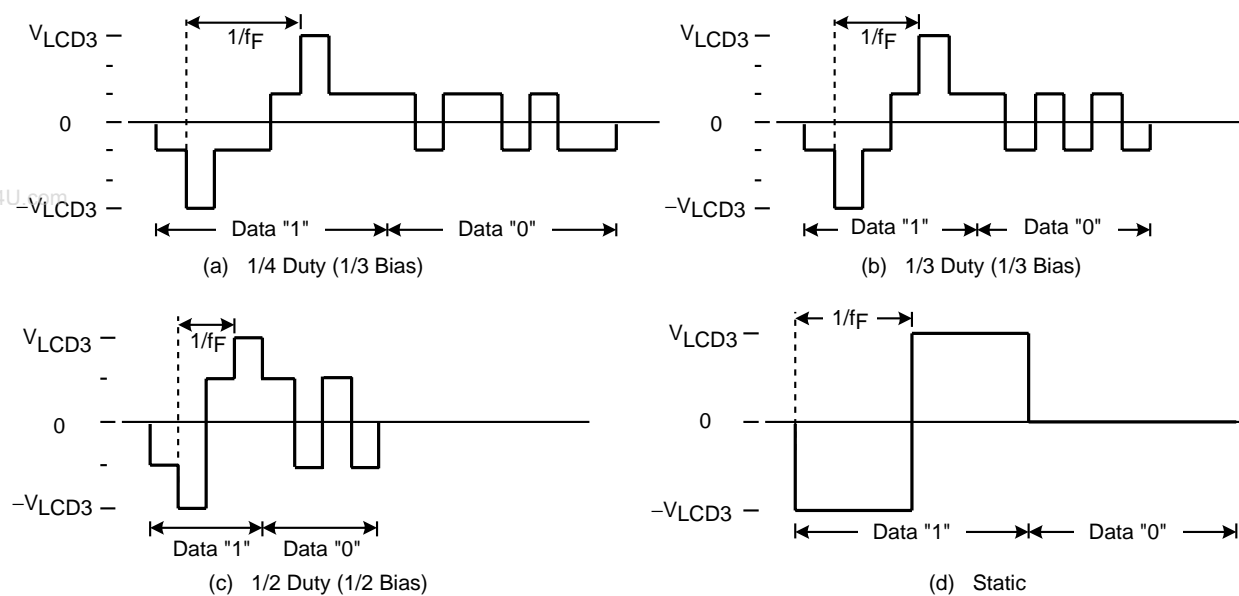 VLCD3
0
−VLCD3
1/fF
Data "1"
Data "0"
(a) 1/4 Duty (1/3 Bias)
VLCD3
0
−VLCD3
1/fF
Data "1"
Data "0"
(b) 1/3 Duty (1/3 Bias)
4U.com
VLCD3
0
−VLCD3
1/fF
Data "1"
Data "0"
(c) 1/2 Duty (1/2 Bias)
VLCD3
0
−VLCD3
1/fF
Data "1"
Data "0"
(d) Static